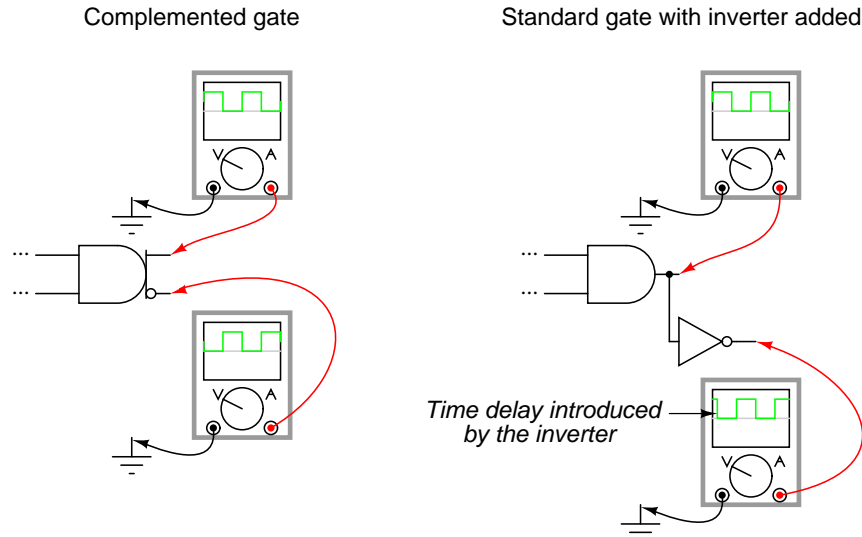 Complemented gate
Standard gate with inverter added
V A
V A
...
...
...
...
V A
Time delay introduced
by the inverter
V A